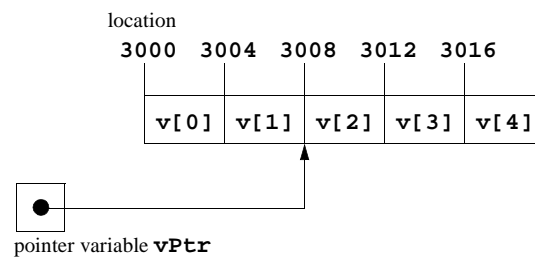 location
3000 3004 3008 3012 3016
v[0] v[1] v[2] v[3] v[4]
pointer variable vPtr